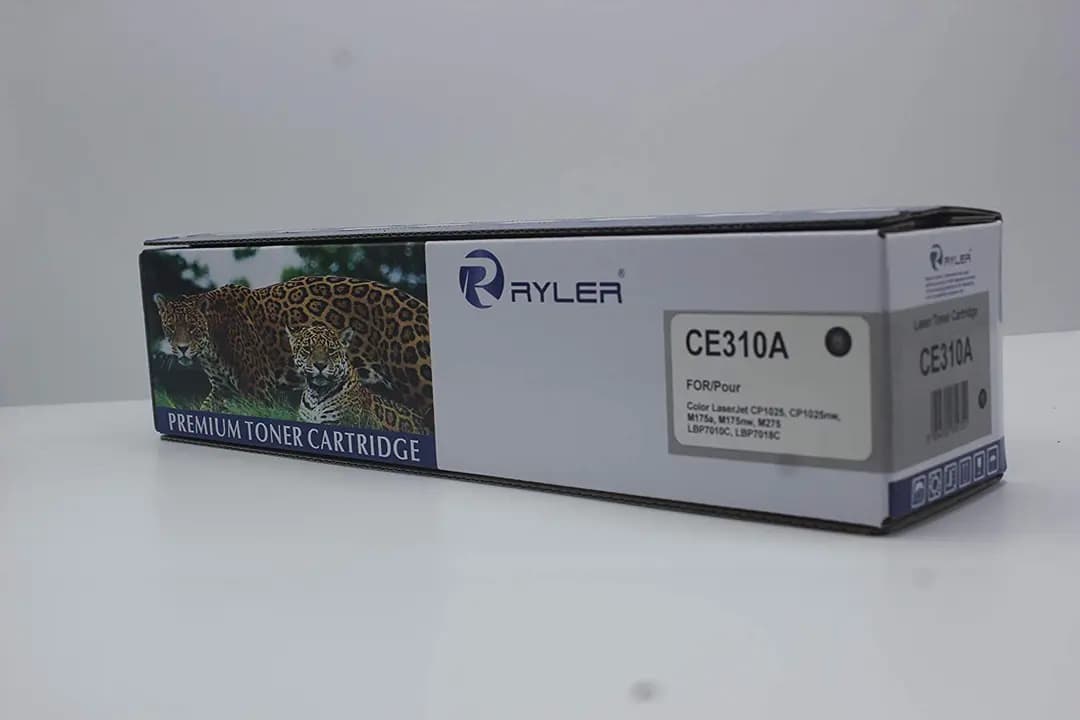 RYLER®
PREMIUM TONER CARTRIDGE
CE310A
FOR/Pour
Color LaserJet CP1025, CP1025nw,
M175a, M175nw, M275
LBP7010C, LBP7018C
RYLER
Laser Toner Cartridge
CE310A